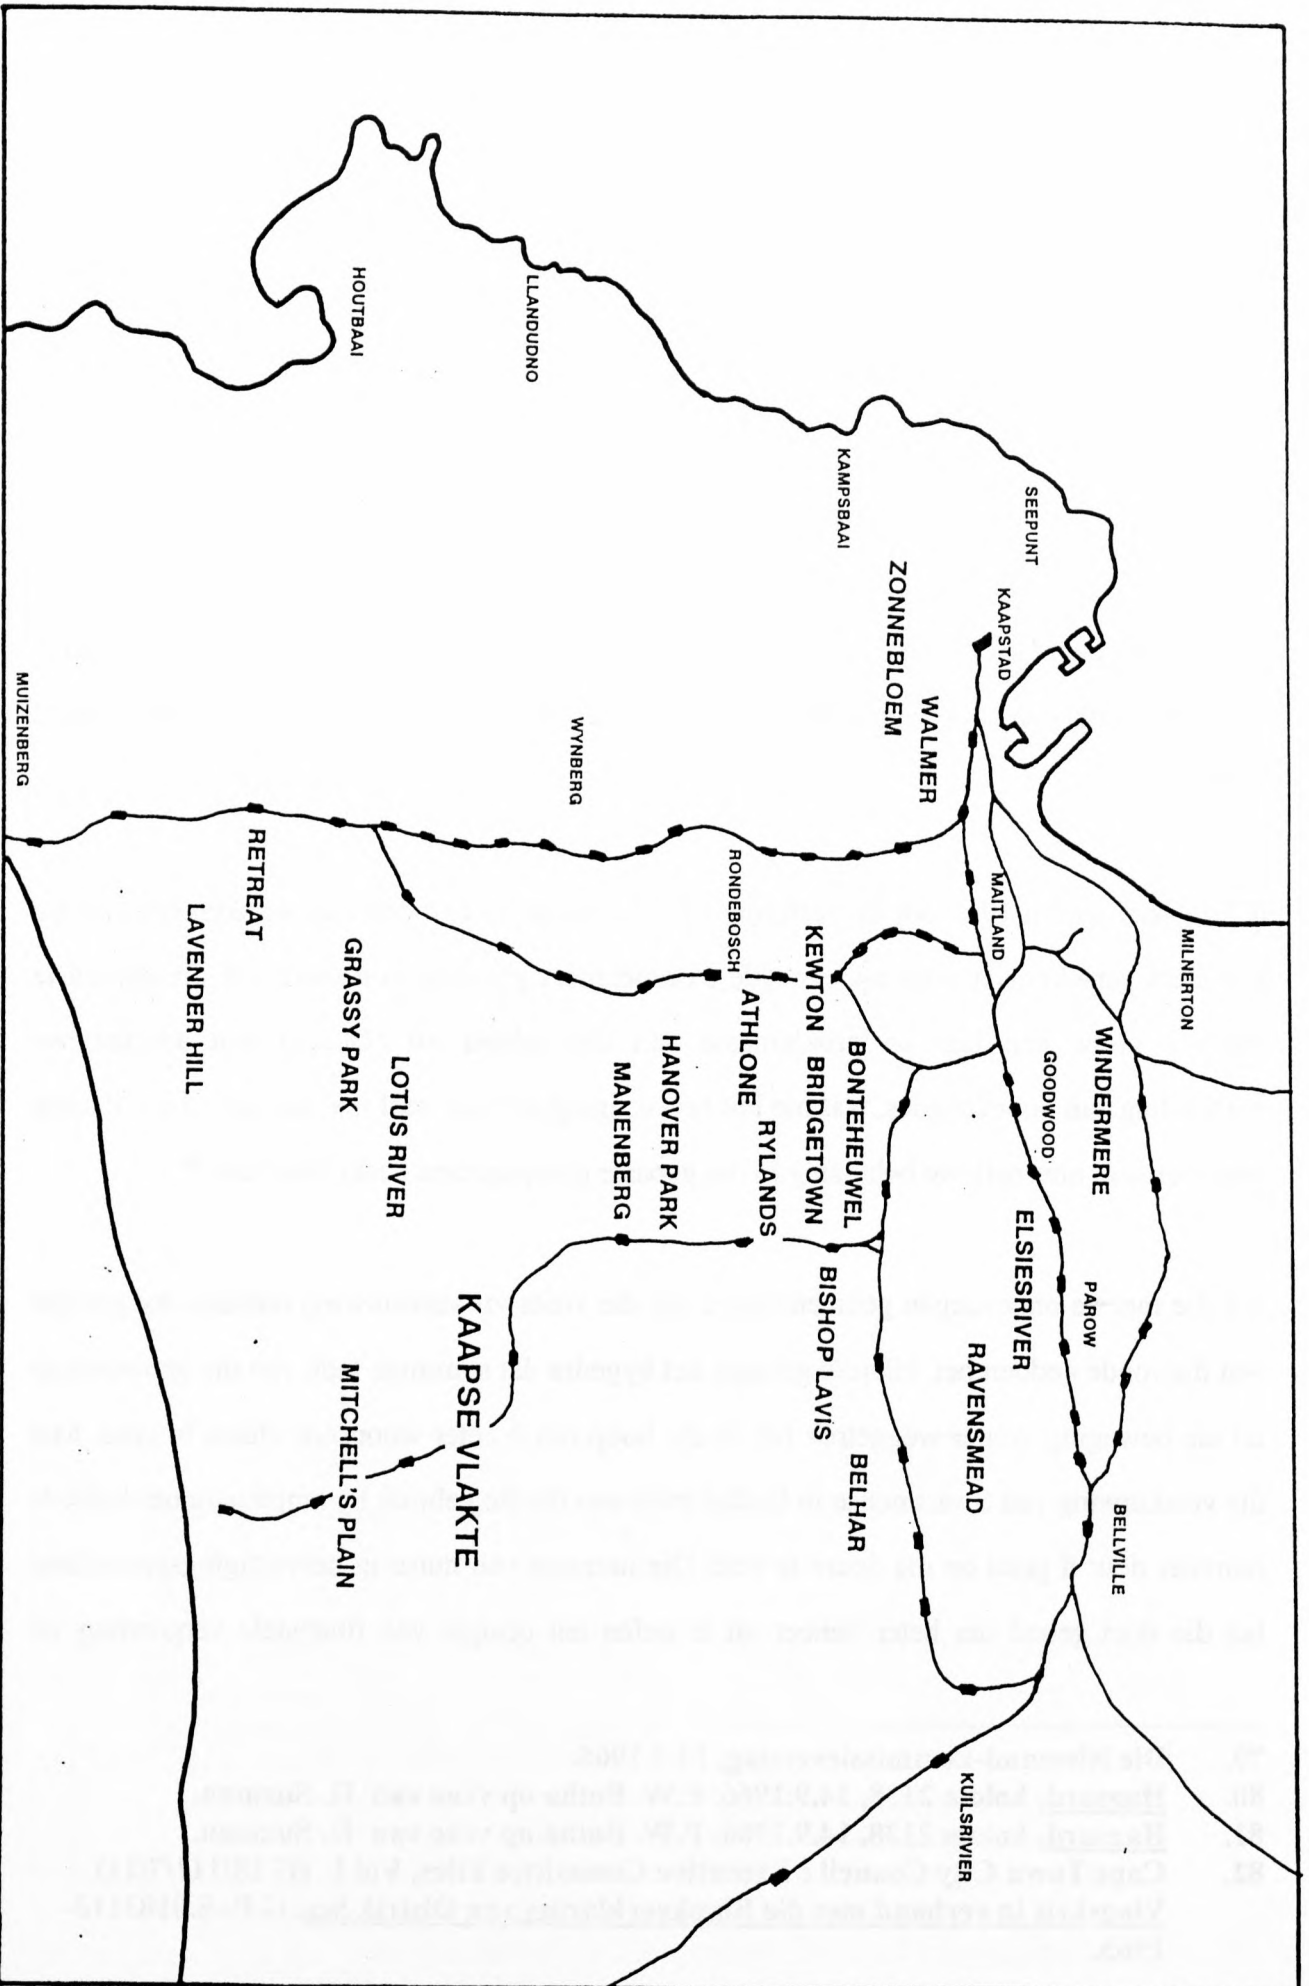 MILNERTON
BELLVILLE
WINDERMERE
PAROW
GOODWOOD
SEEPUNT
ELSIESRIVER
KAAPSTAD
MAITLAND
RAVENSMEAD
KUILSRIVIER
WALMER
ZONNEBLOEM
BONTEHEUWEL
BELHAR
KAMPSBAAI
BISHOP LAVIS
KEWTON BRIDGETOWN
RYLANDS
ATHLONE
RONDEBOSCH
HANOVER PARK
MANENBERG
WYNBERG
LLANDUDNO
KAAPSE VLAKTE
LOTUS RIVER
HOUTBAAI
GRASSY PARK
MITCHELL'S PLAIN
RETREAT
LAVENDER HILL
MUIZENBERG